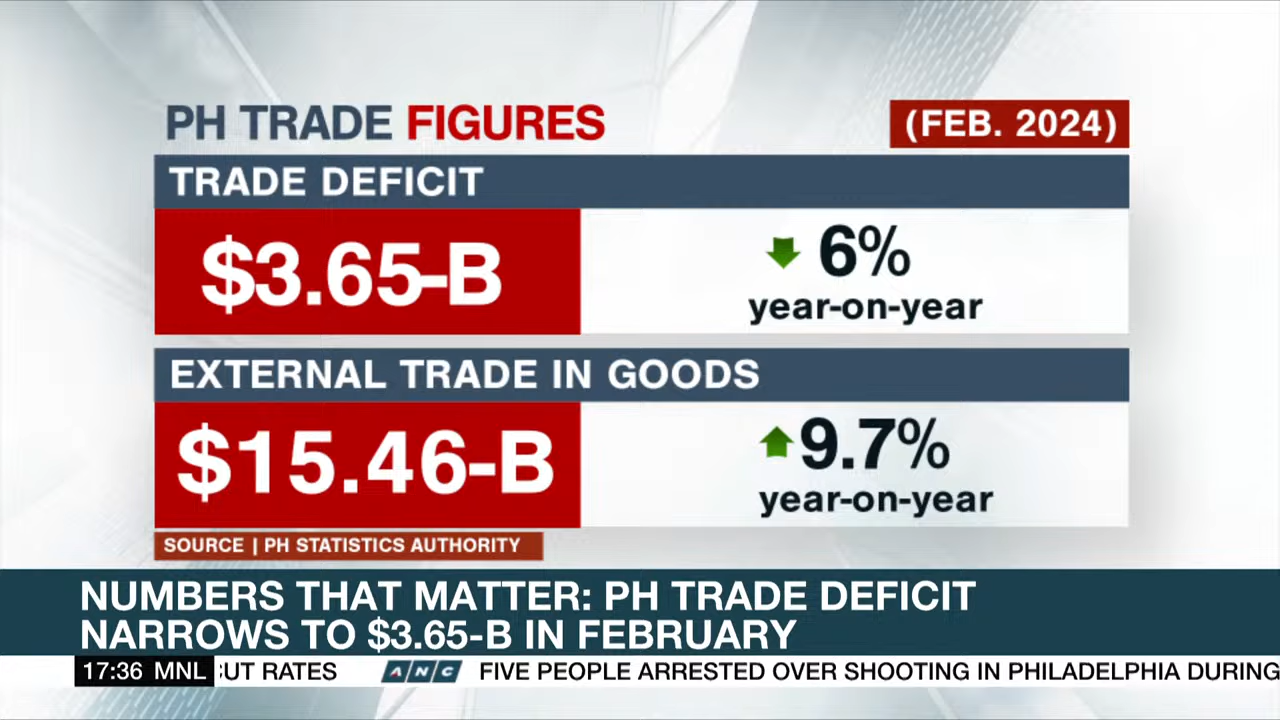 PH TRADE FIGURES
(FEB. 2024)
TRADE DEFICIT
$3.65-B
6%
year-on-year
EXTERNAL TRADE IN GOODS
$15.46-B
9.7%
year-on-year
SOURCE | PH STATISTICS AUTHORITY
NUMBERS THAT MATTER: PH TRADE DEFICIT
NARROWS TO $3.65-B IN FEBRUARY
17:36 MNL CUT RATES ANC FIVE PEOPLE ARRESTED OVER SHOOTING IN PHILADELPHIA DURING